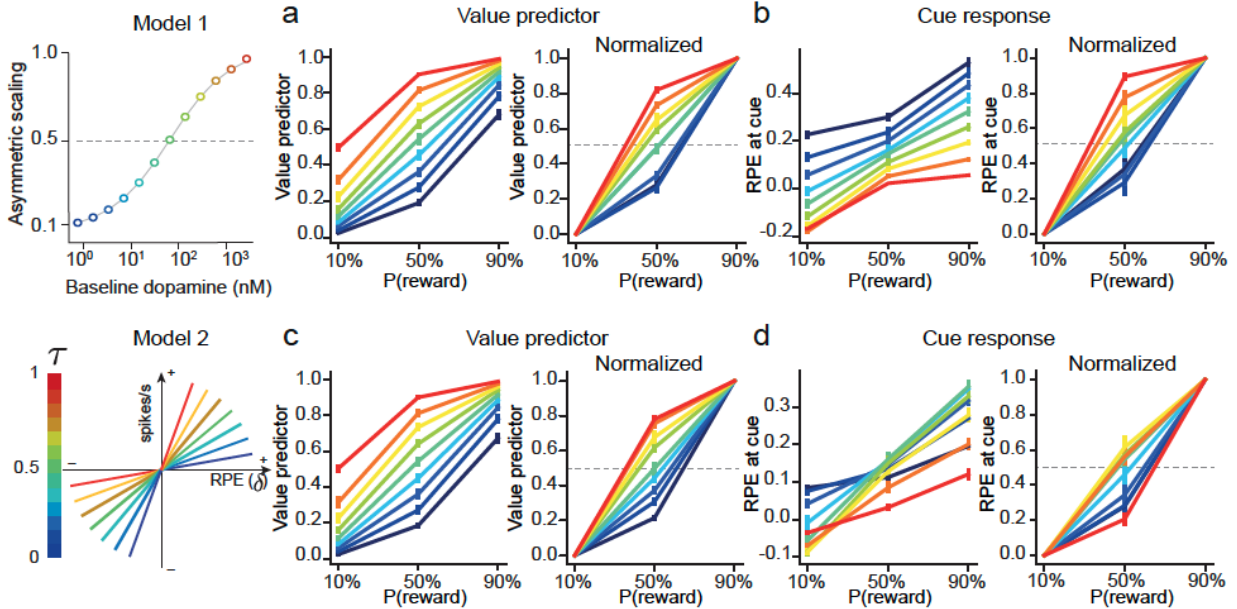 Model 1
Asymmetric scaling
1.0
0.5
0.1
10⁰ 10¹ 10² 10³
Baseline dopamine (nM)
a
Value predictor
Value predictor
1.0
0.8
0.6
0.4
0.2
0.0
10% 50% 90%
P(reward)
Normalized
Value predictor
1.0
0.8
0.6
0.4
0.2
0.0
10% 50% 90%
P(reward)
b
Cue response
RPE at cue
0.4
0.2
0.0
-0.2
10% 50% 90%
P(reward)
Normalized
RPE at cue
1.0
0.8
0.6
0.4
0.2
0.0
10% 50% 90%
P(reward)
Model 2
τ
1
0.5
0
spikes/s
+
−
RPE (δ)
+
−
c
Value predictor
Value predictor
1.0
0.8
0.6
0.4
0.2
0.0
10% 50% 90%
P(reward)
Normalized
Value predictor
1.0
0.8
0.6
0.4
0.2
0.0
10% 50% 90%
P(reward)
d
Cue response
RPE at cue
0.3
0.2
0.1
0.0
-0.1
10% 50% 90%
P(reward)
Normalized
RPE at cue
1.0
0.8
0.6
0.4
0.2
0.0
10% 50% 90%
P(reward)